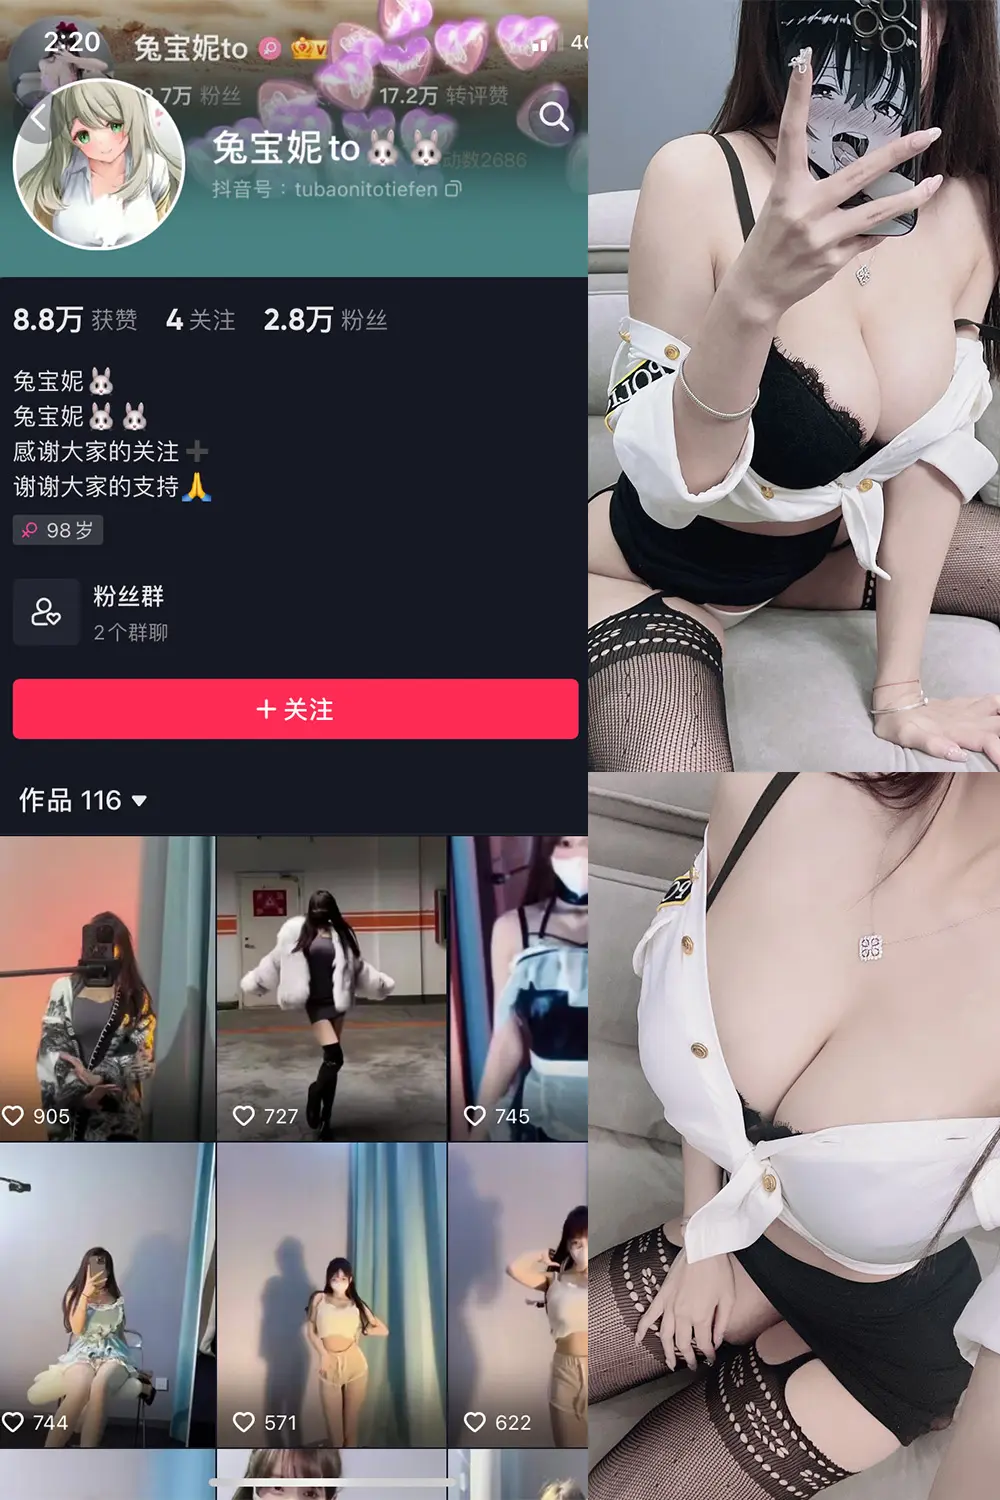 2:20
兔宝妮to
V
4G
.7万 粉丝
17.2万 转评赞
兔宝妮to🐰🐰
动数2686
抖音号：tubaonitotiefen
8.8万 获赞 4 关注 2.8万 粉丝
兔宝妮🐰
兔宝妮🐰🐰
感谢大家的关注➕
谢谢大家的支持🙏
98岁
粉丝群
2个群聊
+ 关注
作品 116
905
727
745
744
571
622